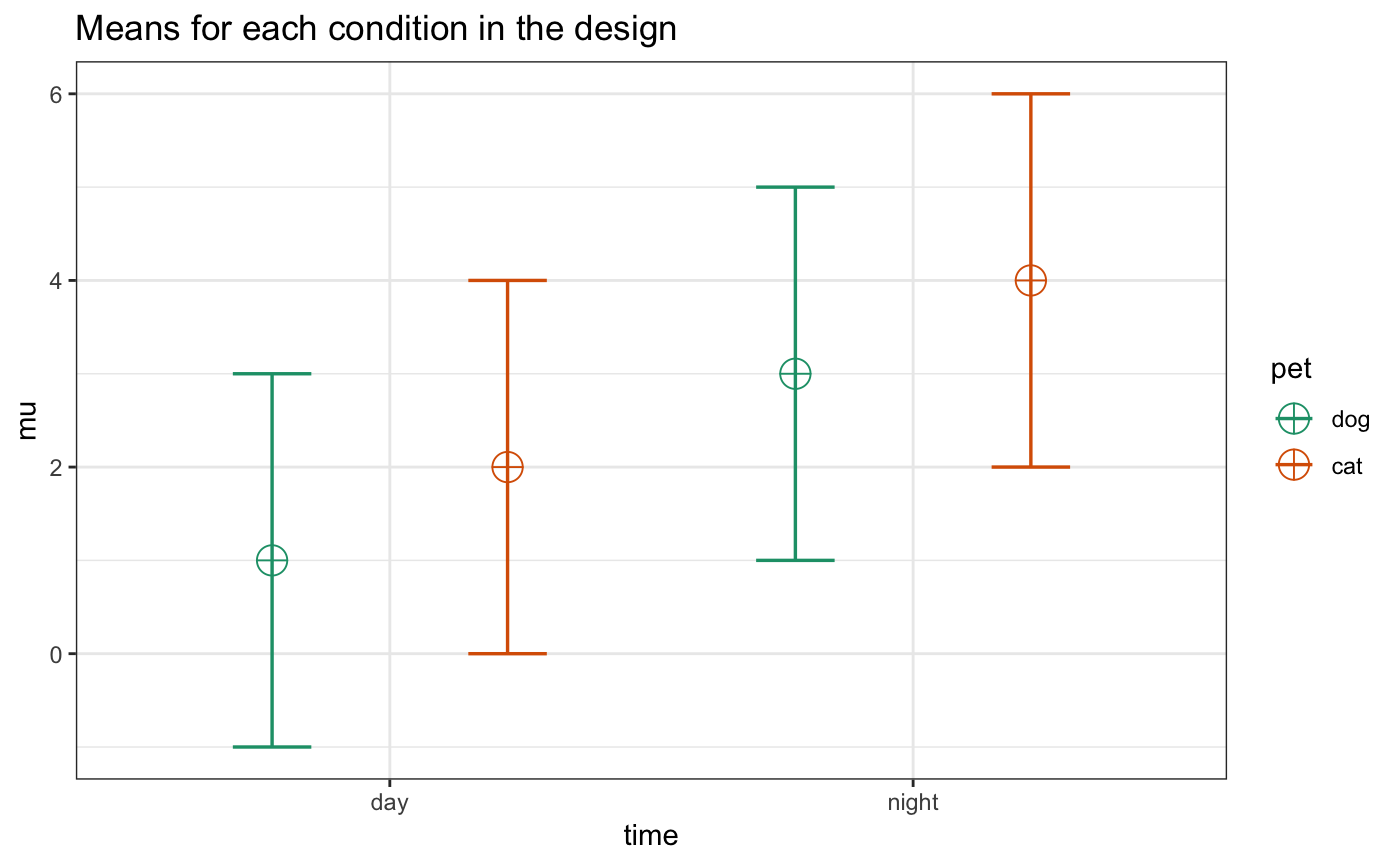 Means for each condition in the design
6
4
2
0
mu
day
night
time
pet
dog
cat